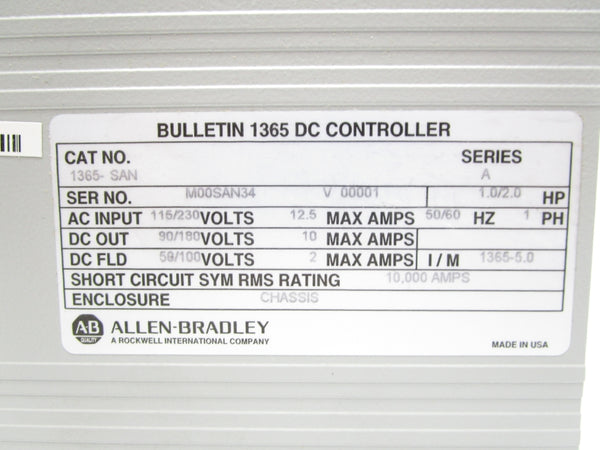 BULLETIN 1365 DC CONTROLLER
CAT NO. SERIES
1365- SAN A
SER NO. M00SAN34 V 00001 1.0/2.0 HP
AC INPUT 115/230 VOLTS 12.5 MAX AMPS 50/60 HZ 1 PH
DC OUT 90/180 VOLTS 10 MAX AMPS
DC FLD 50/100 VOLTS 2 MAX AMPS I / M 1365-5.0
SHORT CIRCUIT SYM RMS RATING 10,000 AMPS
ENCLOSURE CHASSIS
AB QUALITY ALLEN-BRADLEY
A ROCKWELL INTERNATIONAL COMPANY
MADE IN USA